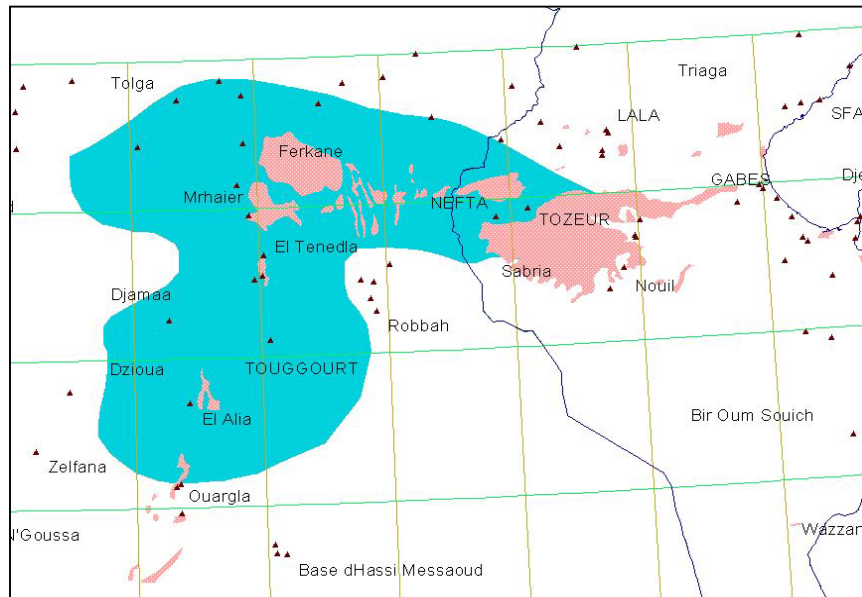 Triaga
Tolga
LALA
SFA
Ferkane
GABES
Dje
Mrhaier
NEFTA
TOZEUR
d
El Tenedla
Sabria
Nouil
Djamaa
Robbah
Dzioua
TOUGGOURT
El Alia
Bir Oum Souich
Zelfana
Ouargla
N'Goussa
Wazzan
Base dHassi Messaoud